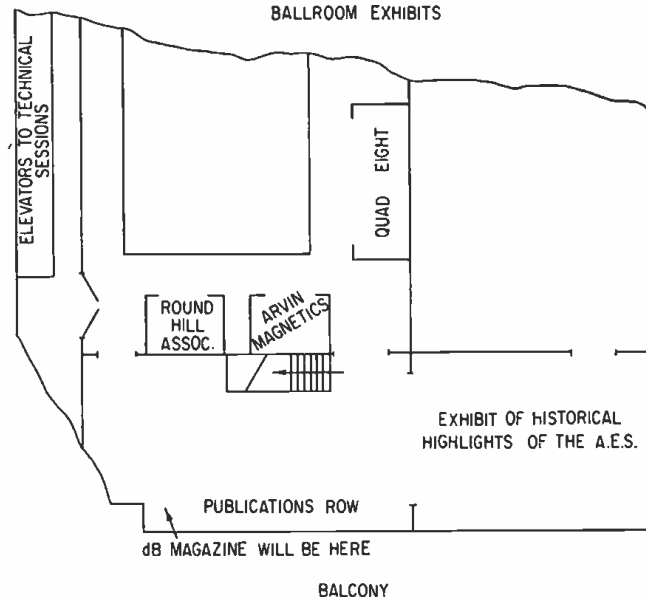 BALLROOM EXHIBITS
ELEVATORS TO TECHNICAL
SESSIONS
QUAD EIGHT
ROUND
HILL
ASSOC.
ARVIN
MAGNETICS
EXHIBIT OF HISTORICAL
HIGHLIGHTS OF THE A.E.S.
PUBLICATIONS ROW
dB MAGAZINE WILL BE HERE
BALCONY